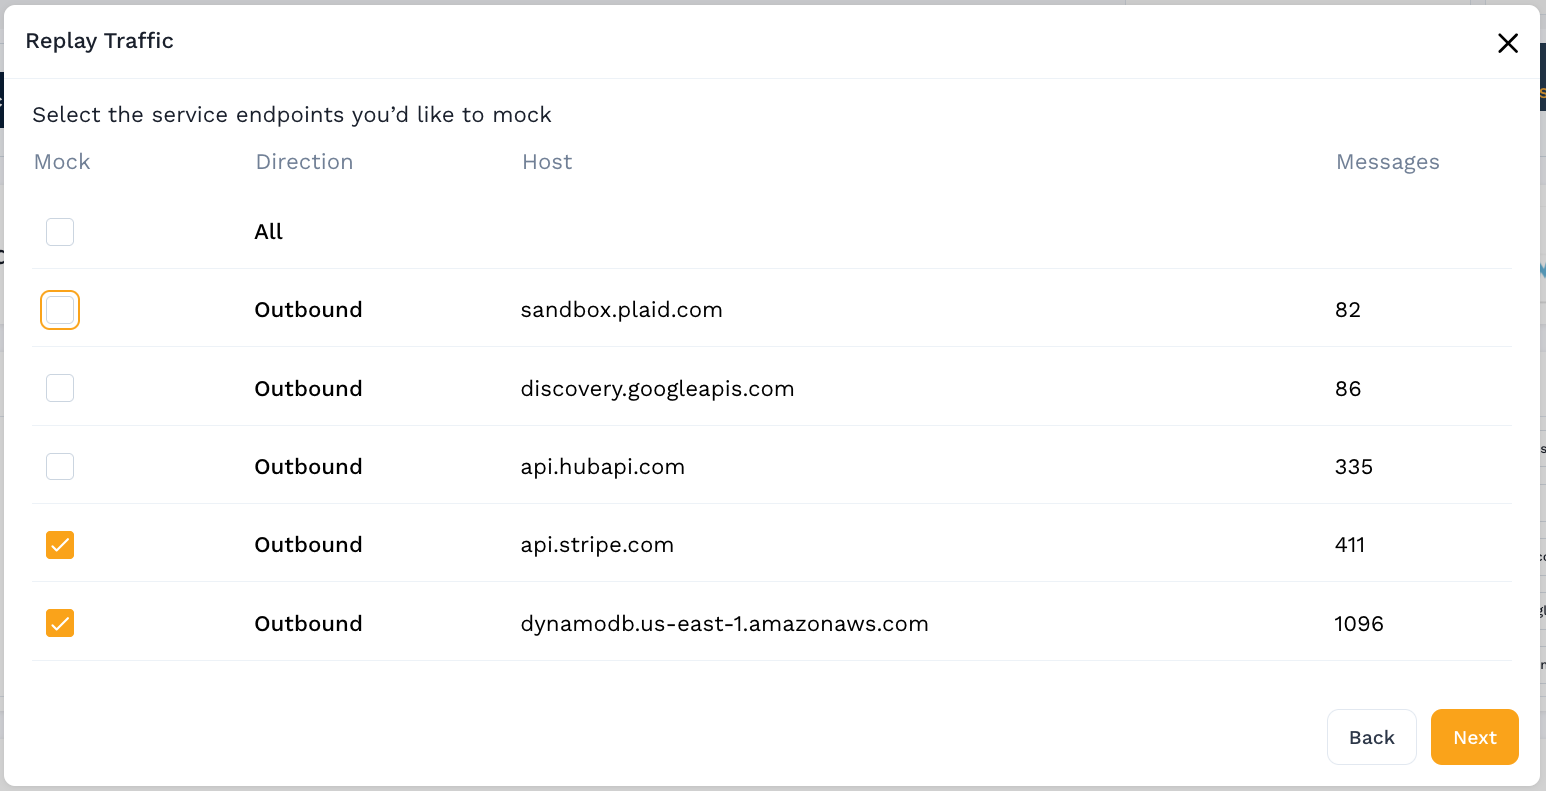 Replay Traffic
Select the service endpoints you’d like to mock
Mock Direction Host Messages
All
Outbound sandbox.plaid.com 82
Outbound discovery.googleapis.com 86
Outbound api.hubapi.com 335
Outbound api.stripe.com 411
Outbound dynamodb.us-east-1.amazonaws.com 1096
Back Next